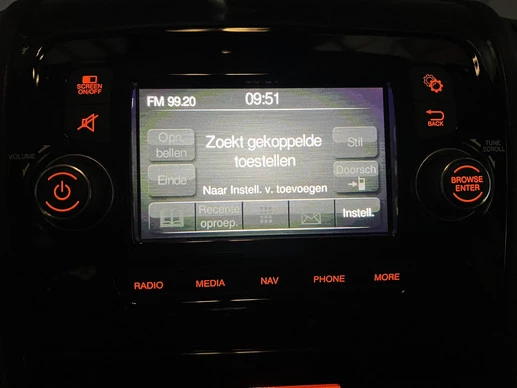 SCREEN
ON/OFF
VOLUME
FM 99.20
09:51
Opn.
bellen
Zoekt gekoppelde
toestellen
Stil
Einde
Doorsch
Naar Instell. v. toevoegen
Recente
oproep.
Instell.
BACK
TUNE
SCROLL
BROWSE
ENTER
RADIO
MEDIA
NAV
PHONE
MORE